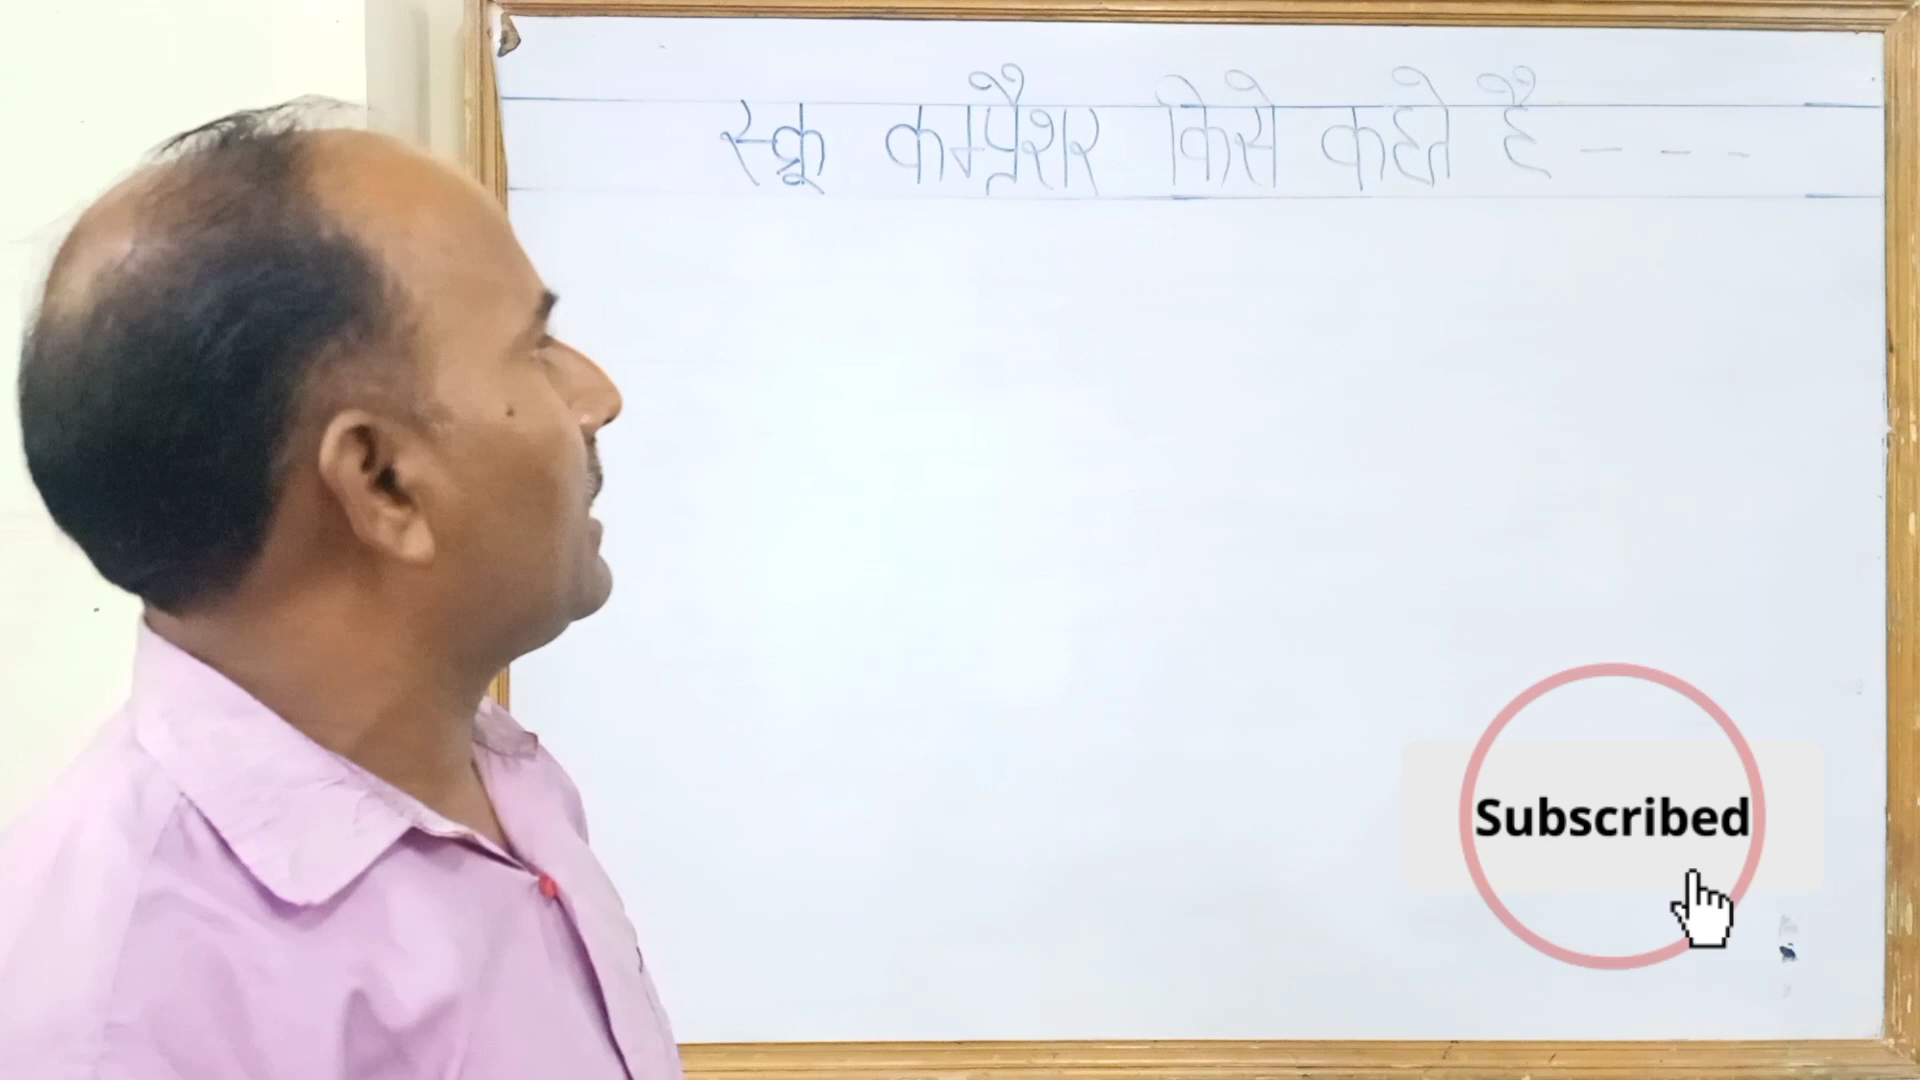 स्क्रू कम्प्रैशर किसे कहते है - - - -
Subscribed